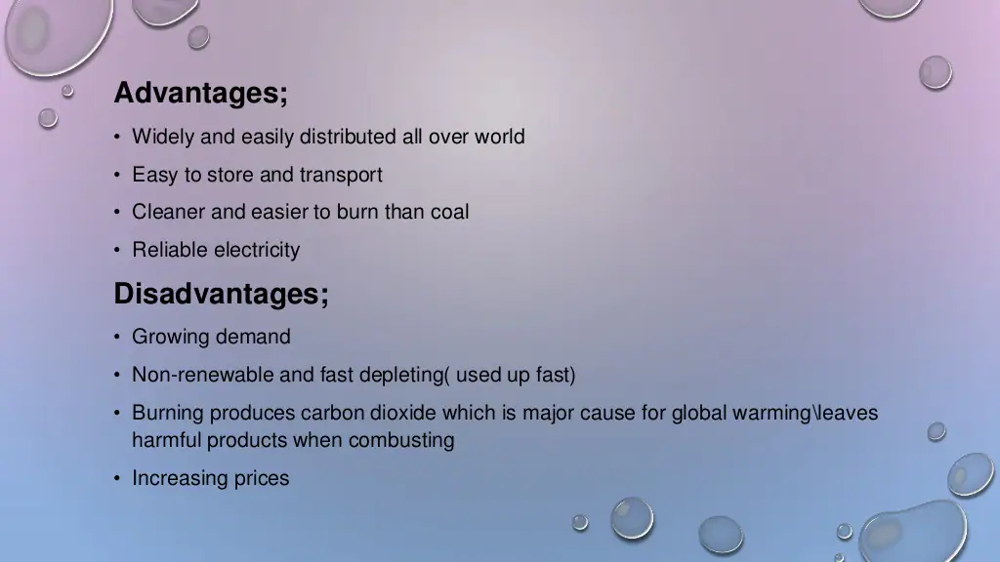 Advantages;
• Widely and easily distributed all over world
• Easy to store and transport
• Cleaner and easier to burn than coal
• Reliable electricity
Disadvantages;
• Growing demand
• Non-renewable and fast depleting( used up fast)
• Burning produces carbon dioxide which is major cause for global warming\leaves
harmful products when combusting
• Increasing prices